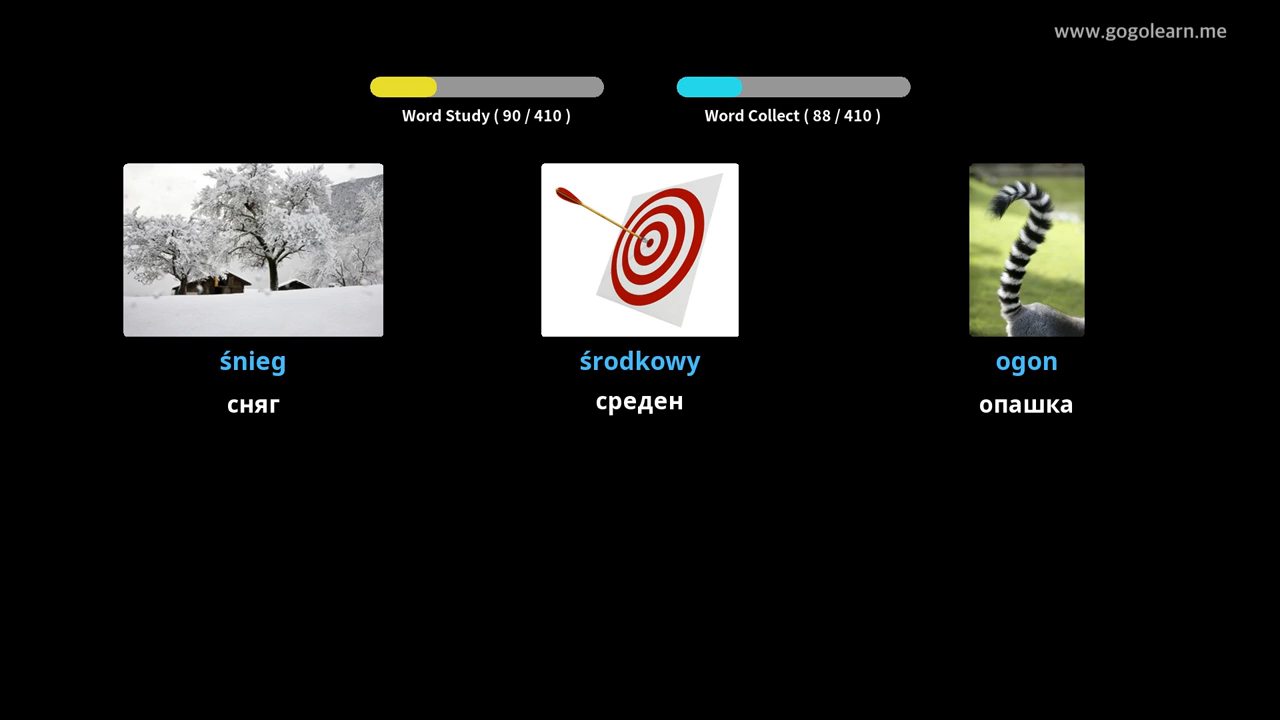 www.gogolearn.me
Word Study ( 90 / 410 )
Word Collect ( 88 / 410 )
śnieg
środkowy
ogon
сняг
среден
опашка